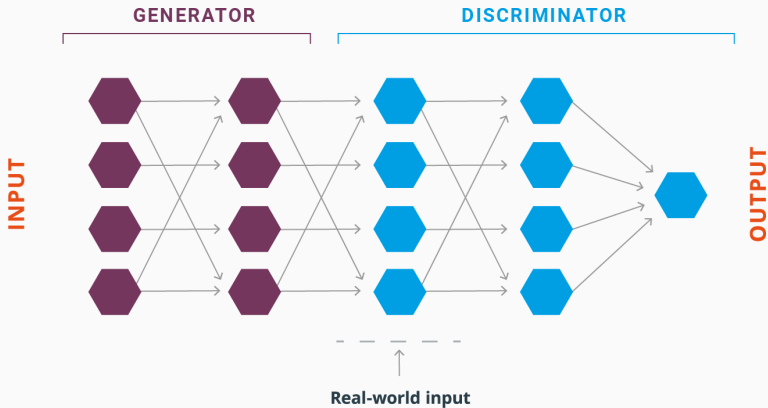 GENERATOR
DISCRIMINATOR
INPUT
OUTPUT
Real-world input